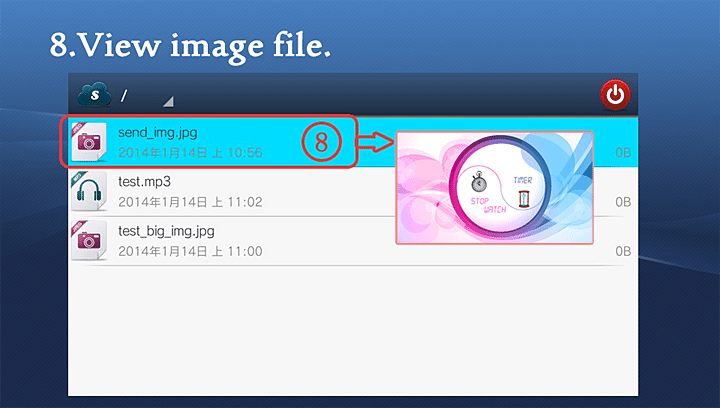 8.View image file.
S /
send_img.jpg
2014年1月14日 上 10:56
0B
8
TIMER
STOP
WATCH
test.mp3
2014年1月14日 上 11:02
0B
test_big_img.jpg
2014年1月14日 上 11:00
0B